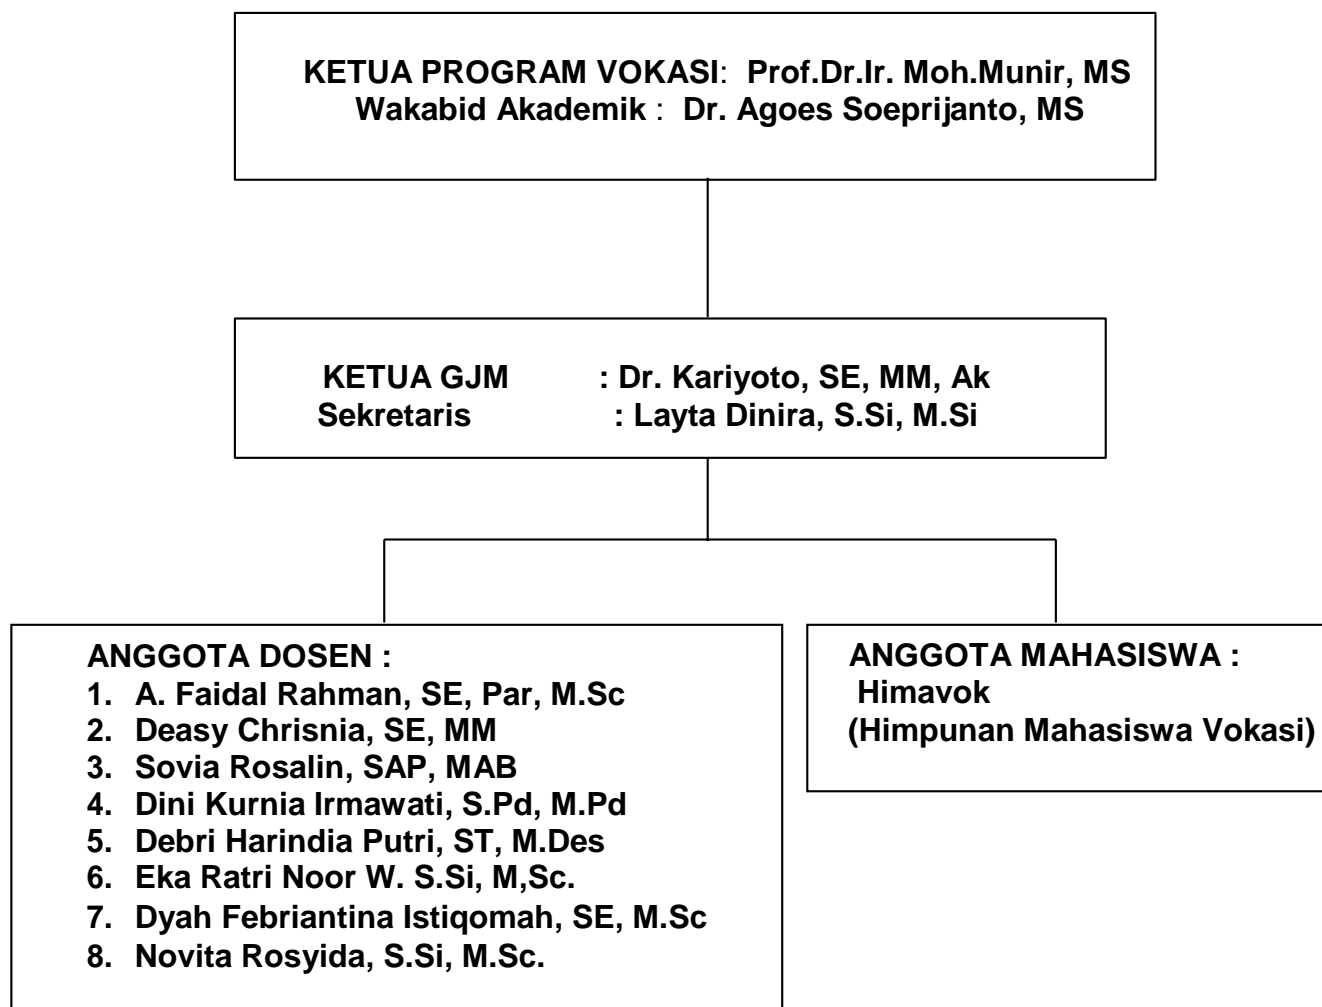 KETUA PROGRAM VOKASI: Prof.Dr.Ir. Moh.Munir, MS
Wakabid Akademik : Dr. Agoes Soeprijanto, MS
KETUA GJM : Dr. Kariyoto, SE, MM, Ak
Sekretaris : Layta Dinira, S.Si, M.Si
ANGGOTA DOSEN :
1. A. Faidal Rahman, SE, Par, M.Sc
2. Deasy Chrisnia, SE, MM
3. Sovia Rosalin, SAP, MAB
4. Dini Kurnia Irmawati, S.Pd, M.Pd
5. Debri Harindia Putri, ST, M.Des
6. Eka Ratri Noor W. S.Si, M,Sc.
7. Dyah Febriantina Istiqomah, SE, M.Sc
8. Novita Rosyida, S.Si, M.Sc.
ANGGOTA MAHASISWA :
Himavok
(Himpunan Mahasiswa Vokasi)